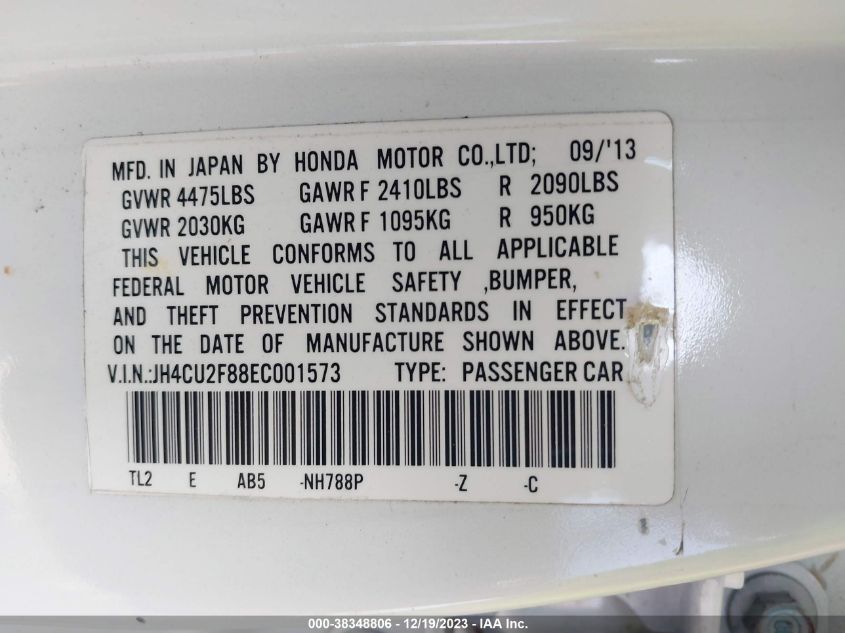 MFD. IN JAPAN BY HONDA MOTOR CO.,LTD; 09/'13
GVWR 4475LBS GAWR F 2410LBS R 2090LBS
GVWR 2030KG GAWR F 1095KG R 950KG
THIS VEHICLE CONFORMS TO ALL APPLICABLE
FEDERAL MOTOR VEHICLE SAFETY ,BUMPER,
AND THEFT PREVENTION STANDARDS IN EFFECT
ON THE DATE OF MANUFACTURE SHOWN ABOVE.
V.I.N.:JH4CU2F88EC001573 TYPE: PASSENGER CAR
TL2 E AB5 -NH788P -Z -C
000-38348806 - 12/19/2023 - IAA Inc.